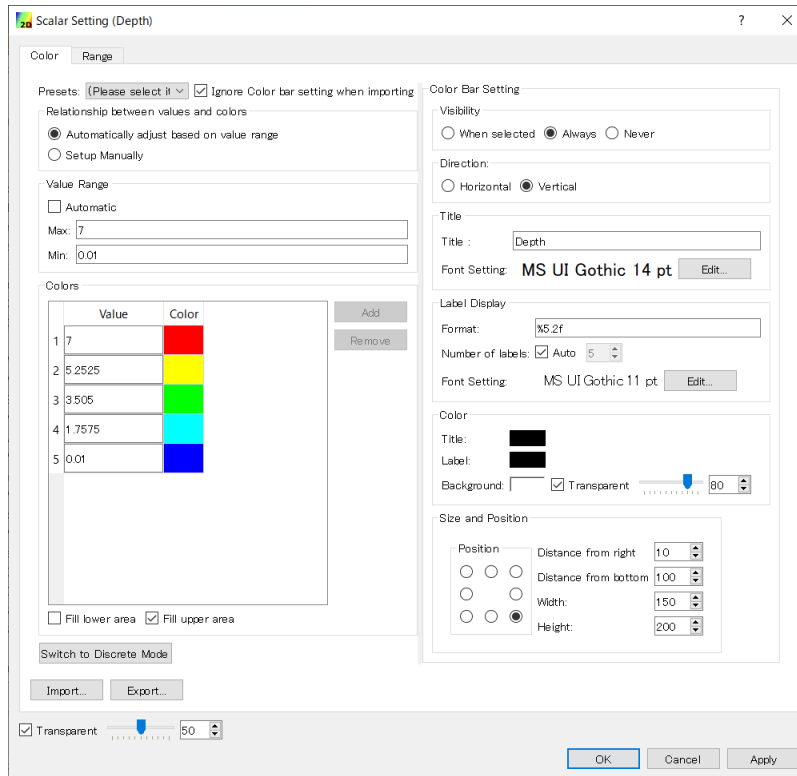 Scalar Setting (Depth)
? ×
Color Range
Presets: (Please select it Ignore Color bar setting when importing
Relationship between values and colors
Automatically adjust based on value range
Setup Manually
Value Range
Automatic
Max: 7
Min: 0.01
Colors
Value Color
1 7
2 5.2525
3 3.505
4 1.7575
5 0.01
Add
Remove
Fill lower area Fill upper area
Switch to Discrete Mode
Import... Export...
Transparent 50
Color Bar Setting
Visibility
When selected Always Never
Direction:
Horizontal Vertical
Title
Title : Depth
Font Setting: MS UI Gothic 14 pt Edit...
Label Display
Format: %5.2f
Number of labels: Auto 5
Font Setting: MS UI Gothic 11 pt Edit...
Color
Title:
Label:
Background: Transparent 80
Size and Position
Position
Distance from right 10
Distance from bottom 100
Width: 150
Height: 200
OK Cancel Apply